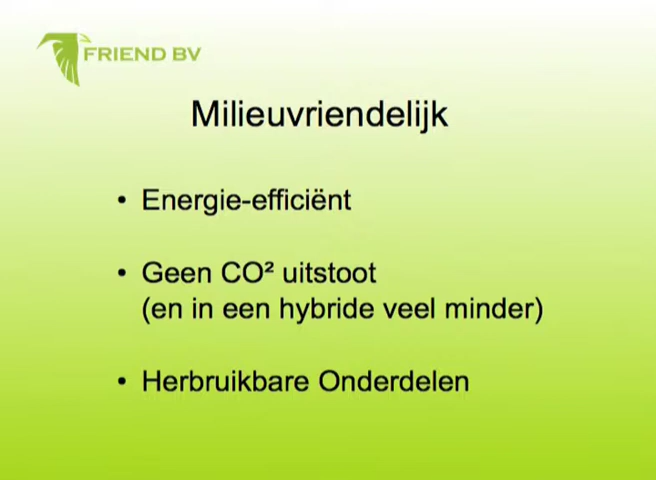 FRIEND BV
Milieuvriendelijk
• Energie-efficiënt
• Geen CO² uitstoot
(en in een hybride veel minder)
• Herbruikbare Onderdelen